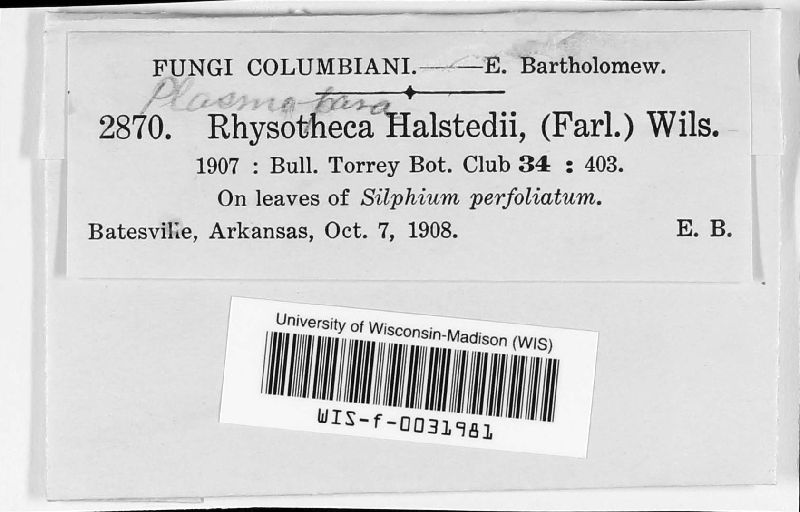 FUNGI COLUMBIANI.——E. Bartholomew.
Plasmopara
2870. Rhysotheca Halstedii, (Farl.) Wils.
1907 : Bull. Torrey Bot. Club 34 : 403.
On leaves of Silphium perfoliatum.
Batesville, Arkansas, Oct. 7, 1908. E. B.
University of Wisconsin-Madison (WIS)
WIS-f-0031981